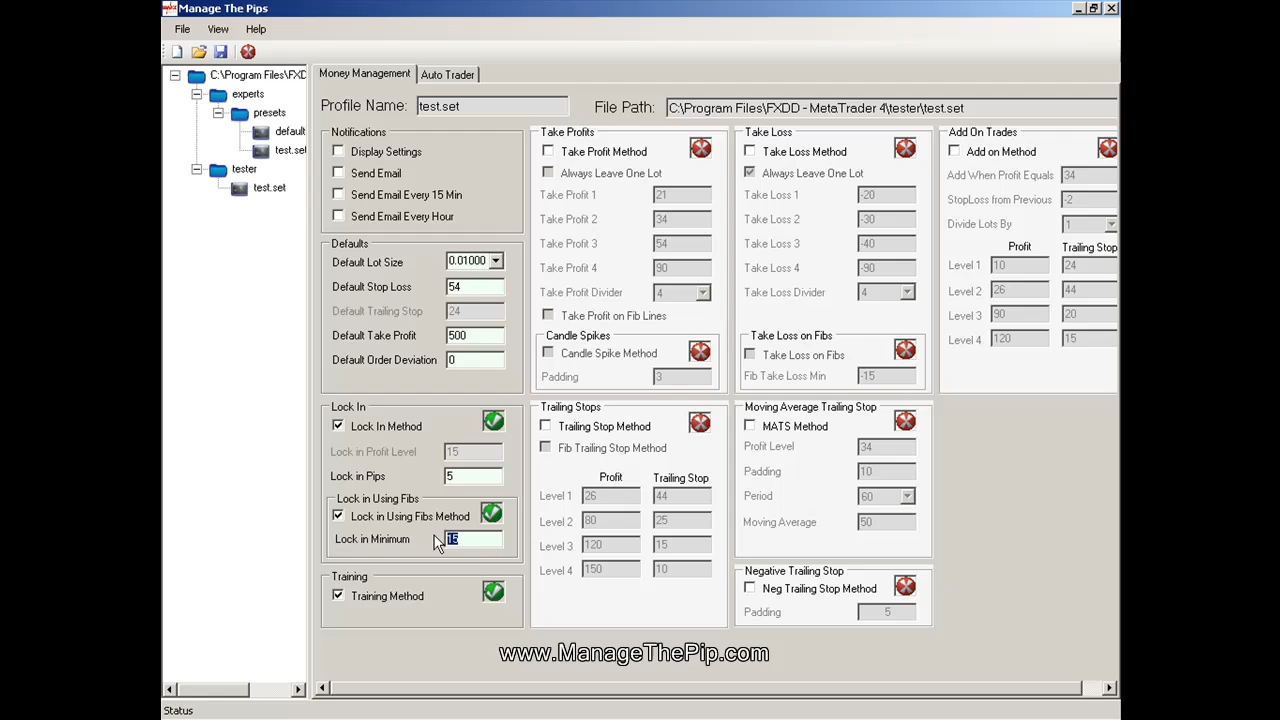 Manage The Pips
File View Help
C:\Program Files\FXD
experts
presets
default
test.set
tester
test.set
Money Management
Auto Trader
Profile Name: test.set
File Path: C:\Program Files\FXDD - MetaTrader 4\tester\test.set
Notifications
Display Settings
Send Email
Send Email Every 15 Min
Send Email Every Hour
Defaults
Default Lot Size 0.01000
Default Stop Loss 54
Default Trailing Stop 24
Default Take Profit 500
Default Order Deviation 0
Lock In
Lock In Method
Lock in Profit Level 15
Lock in Pips 5
Lock in Using Fibs
Lock in Using Fibs Method
Lock in Minimum 15
Training
Training Method
Take Profits
Take Profit Method
Always Leave One Lot
Take Profit 1 21
Take Profit 2 34
Take Profit 3 54
Take Profit 4 90
Take Profit Divider 4
Take Profit on Fib Lines
Candle Spikes
Candle Spike Method
Padding 3
Trailing Stops
Trailing Stop Method
Fib Trailing Stop Method
Profit Trailing Stop
Level 1 26 44
Level 2 80 25
Level 3 120 15
Level 4 150 10
Take Loss
Take Loss Method
Always Leave One Lot
Take Loss 1 -20
Take Loss 2 -30
Take Loss 3 -40
Take Loss 4 -90
Take Loss Divider 4
Take Loss on Fibs
Take Loss on Fibs
Fib Take Loss Min -15
Moving Average Trailing Stop
MATS Method
Profit Level 34
Padding 10
Period 60
Moving Average 50
Negative Trailing Stop
Neg Trailing Stop Method
Padding 5
Add On Trades
Add on Method
Add When Profit Equals 34
StopLoss from Previous -2
Divide Lots By 1
Profit Trailing Stop
Level 1 10 24
Level 2 26 44
Level 3 90 20
Level 4 120 15
www.ManageThePip.com
Status